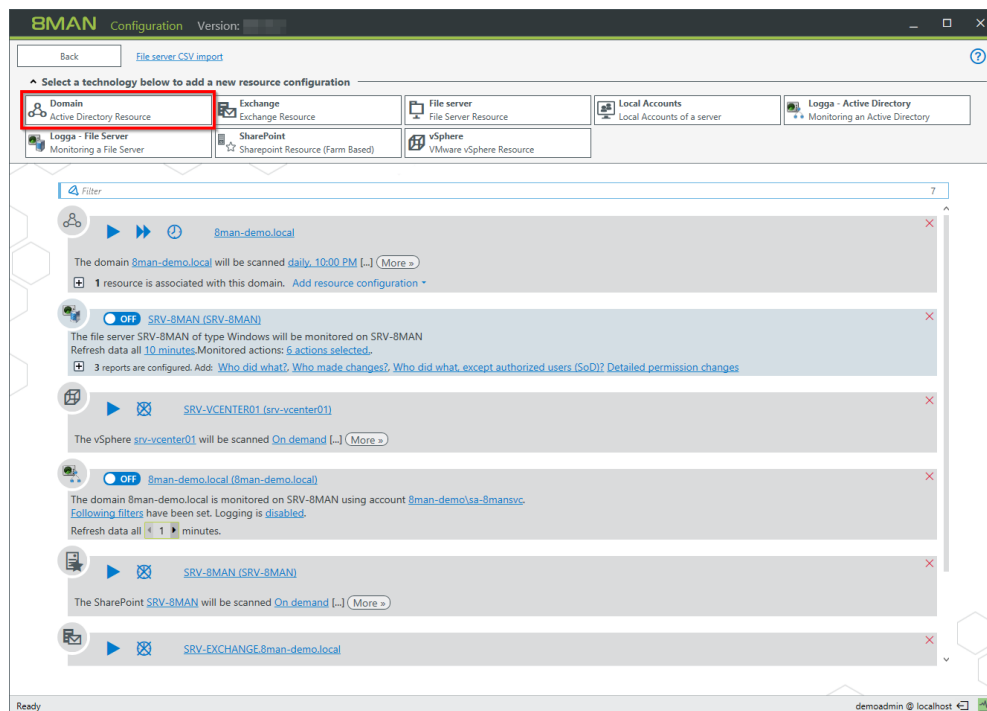 8MAN Configuration Version:
Back File server CSV import
Select a technology below to add a new resource configuration
Domain
Active Directory Resource
Exchange
Exchange Resource
File server
File Server Resource
Local Accounts
Local Accounts of a server
Logga - Active Directory
Monitoring an Active Directory
Logga - File Server
Monitoring a File Server
SharePoint
Sharepoint Resource (Farm Based)
vSphere
VMware vSphere Resource
Filter 7
8man-demo.local
The domain 8man-demo.local will be scanned daily, 10:00 PM [...] (More »)
1 resource is associated with this domain. Add resource configuration
OFF SRV-8MAN (SRV-8MAN)
The file server SRV-8MAN of type Windows will be monitored on SRV-8MAN
Refresh data all 10 minutes.Monitored actions: 6 actions selected..
3 reports are configured. Add: Who did what?, Who made changes?, Who did what, except authorized users (SoD)? Detailed permission changes
SRV-VCENTER01 (srv-vcenter01)
The vSphere srv-vcenter01 will be scanned On demand [...] (More »)
OFF 8man-demo.local (8man-demo.local)
The domain 8man-demo.local is monitored on SRV-8MAN using account 8man-demo\sa-8mansvc.
Following filters have been set. Logging is disabled.
Refresh data all 1 minutes.
SRV-8MAN (SRV-8MAN)
The SharePoint SRV-8MAN will be scanned On demand [...] (More »)
SRV-EXCHANGE.8man-demo.local
Ready demoadmin @ localhost